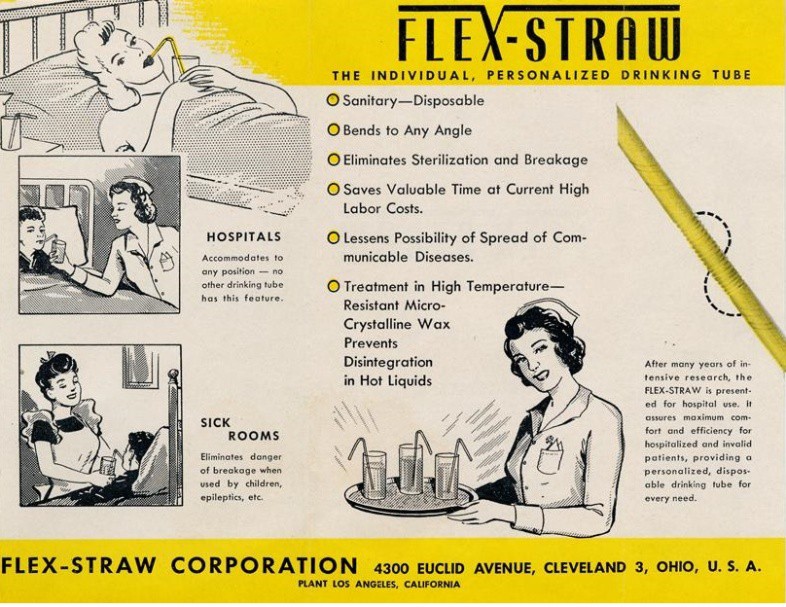 FLEX-STRAW
THE INDIVIDUAL, PERSONALIZED DRINKING TUBE
Sanitary—Disposable
Bends to Any Angle
Eliminates Sterilization and Breakage
Saves Valuable Time at Current High
Labor Costs.
Lessens Possibility of Spread of Com-
municable Diseases.
Treatment in High Temperature—
Resistant Micro-
Crystalline Wax
Prevents
Disintegration
in Hot Liquids
HOSPITALS
Accommodates to
any position — no
other drinking tube
has this feature.
SICK
ROOMS
Eliminates danger
of breakage when
used by children,
epileptics, etc.
After many years of in-
tensive research, the
FLEX-STRAW is present-
ed for hospital use. It
assures maximum com-
fort and efficiency for
hospitalized and invalid
patients, providing a
personalized, dispos-
able drinking tube for
every need.
FLEX-STRAW CORPORATION 4300 EUCLID AVENUE, CLEVELAND 3, OHIO, U. S. A.
PLANT LOS ANGELES, CALIFORNIA